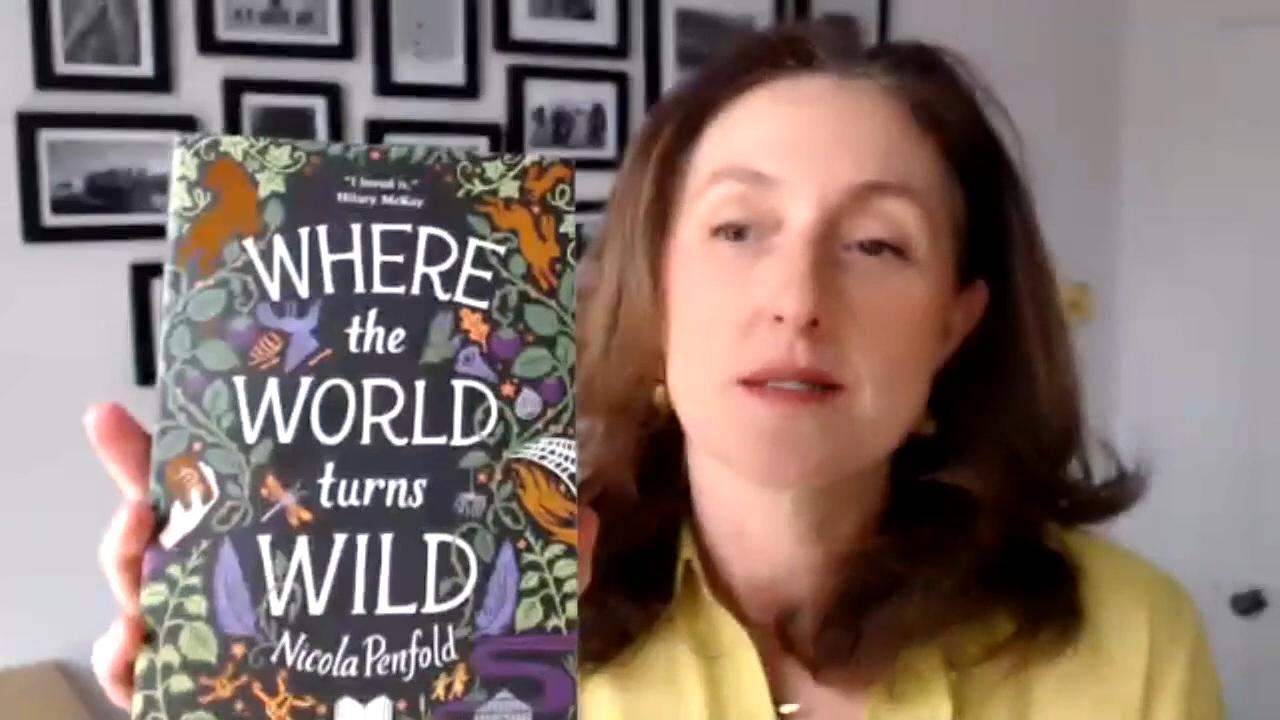 "I loved it."
Hilary McKay
WHERE
the
WORLD
turns
WILD
Nicola Penfold